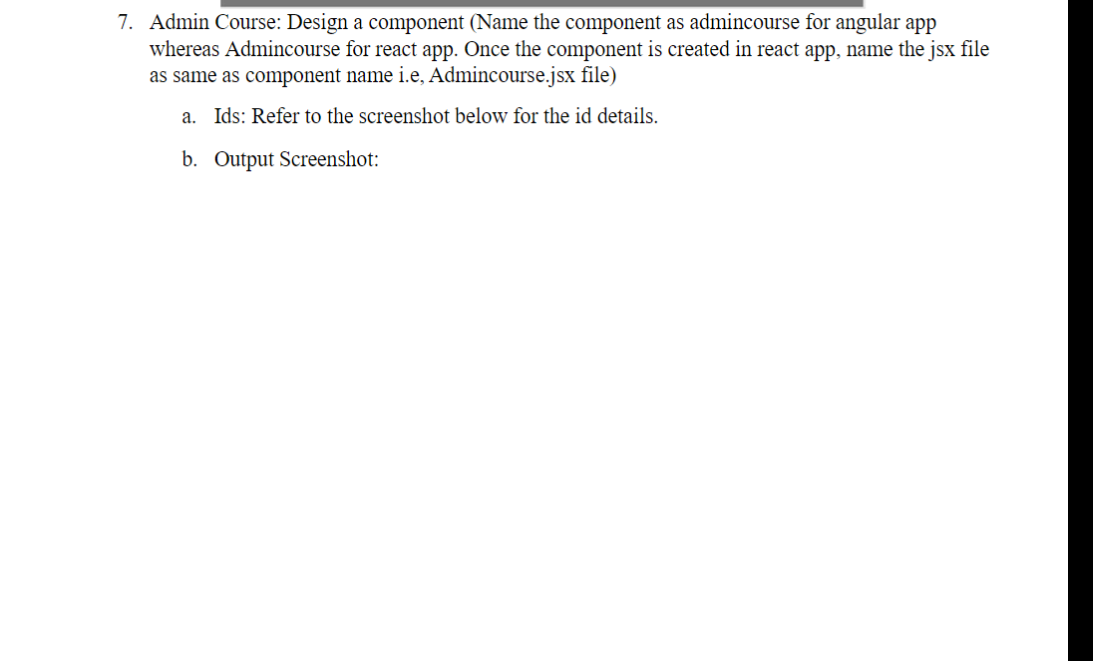 7. Admin Course: Design a component (Name the component as admincourse for angular app
whereas Admincourse for react app. Once the component is created in react app, name the jsx file
as same as component name i.e, Admincourse.jsx file)
a. Ids: Refer to the screenshot below for the id details.
b. Output Screenshot: